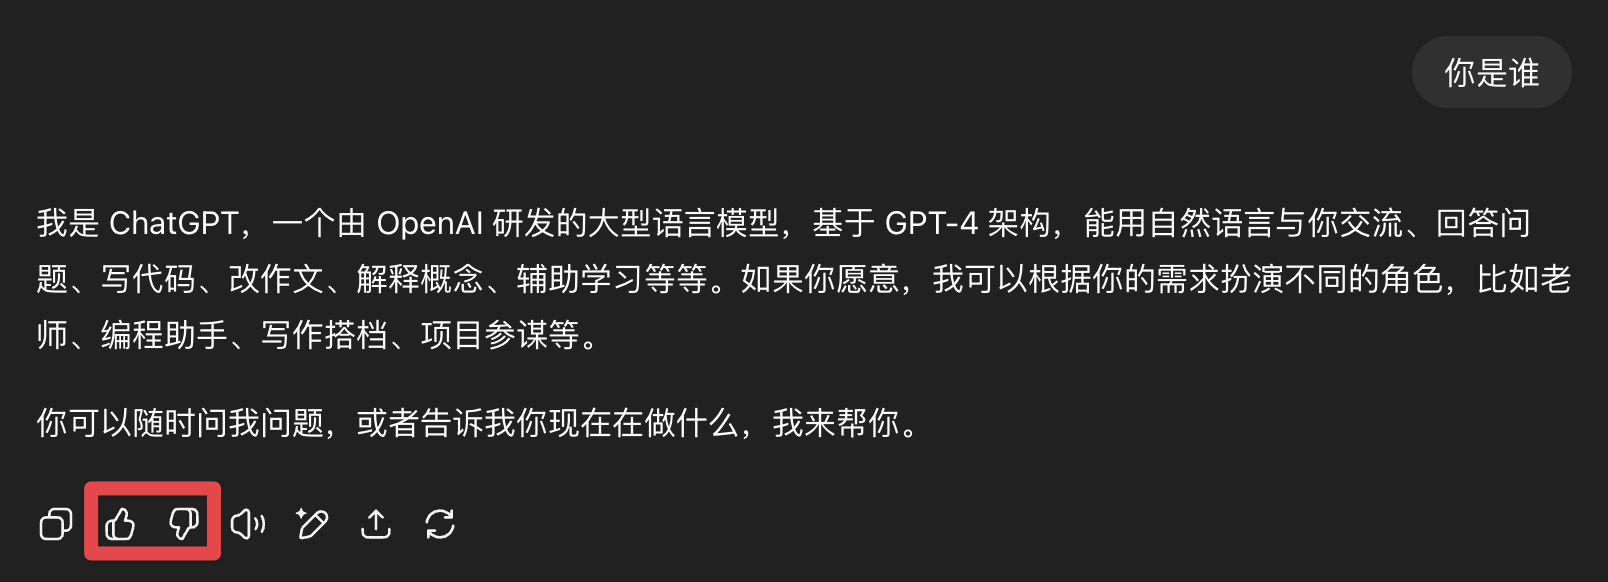 你是谁
我是 ChatGPT，一个由 OpenAI 研发的大型语言模型，基于 GPT-4 架构，能用自然语言与你交流、回答问
题、写代码、改作文、解释概念、辅助学习等等。如果你愿意，我可以根据你的需求扮演不同的角色，比如老
师、编程助手、写作搭档、项目参谋等。
你可以随时问我问题，或者告诉我你现在在做什么，我来帮你。